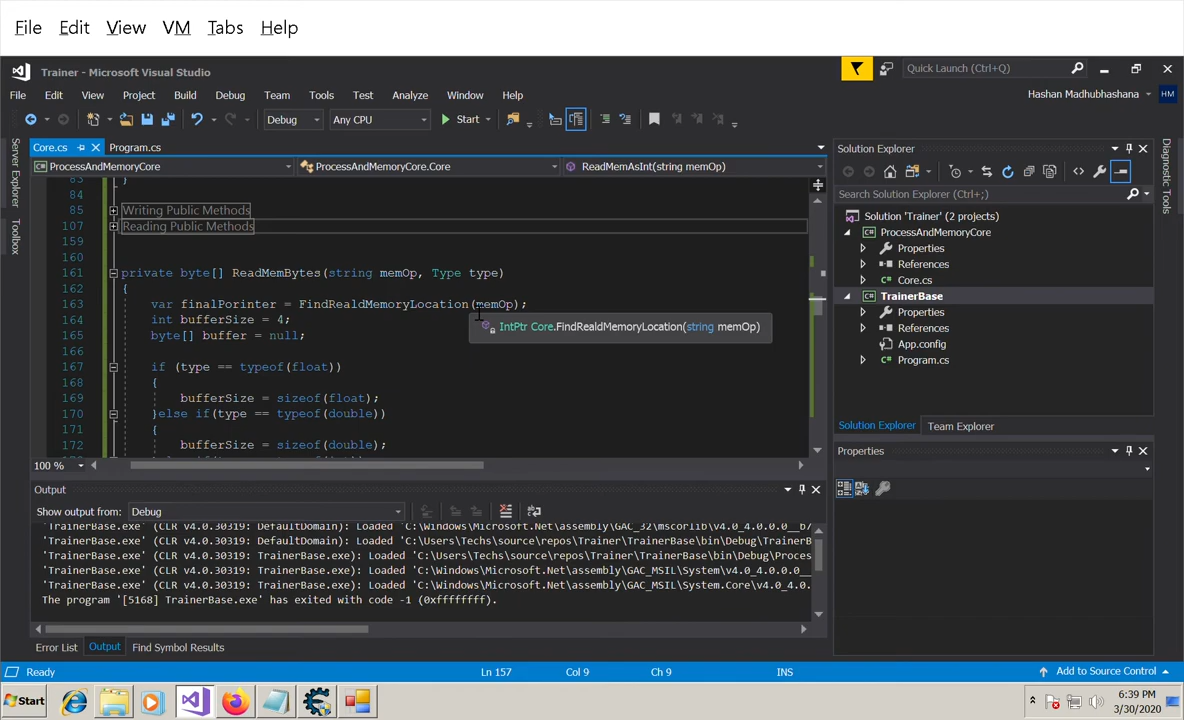 File Edit View VM Tabs Help
Trainer - Microsoft Visual Studio
Quick Launch (Ctrl+Q)
File Edit View Project Build Debug Team Tools Test Analyze Window Help
Hashan Madhubhashana HM
Debug Any CPU Start
Core.cs Program.cs
Solution Explorer
ProcessAndMemoryCore ProcessAndMemoryCore.Core ReadMemAsInt(string memOp)
83 }
84
85 Writing Public Methods
107 Reading Public Methods
159
160
161 private byte[] ReadMemBytes(string memOp, Type type)
162 {
163 var finalPorinter = FindRealdMemoryLocation(memOp);
164 int bufferSize = 4;
IntPtr Core.FindRealdMemoryLocation(string memOp)
165 byte[] buffer = null;
166
167 if (type == typeof(float))
168 {
169 bufferSize = sizeof(float);
170 }else if(type == typeof(double))
171 {
172 bufferSize = sizeof(double);
100 %
Search Solution Explorer (Ctrl+;)
Solution 'Trainer' (2 projects)
ProcessAndMemoryCore
Properties
References
Core.cs
TrainerBase
Properties
References
App.config
Program.cs
Solution Explorer Team Explorer
Properties
Server Explorer
Toolbox
Diagnostic Tools
Output
Show output from: Debug
'TrainerBase.exe' (CLR v4.0.30319: DefaultDomain): Loaded 'C:\Windows\Microsoft.Net\assembly\GAC_32\mscorlib\v4.0_4.0.0.0__b7
'TrainerBase.exe' (CLR v4.0.30319: DefaultDomain): Loaded 'C:\Users\Techs\source\repos\Trainer\TrainerBase\bin\Debug\TrainerB
'TrainerBase.exe' (CLR v4.0.30319: TrainerBase.exe): Loaded 'C:\Users\Techs\source\repos\Trainer\TrainerBase\bin\Debug\Proces
'TrainerBase.exe' (CLR v4.0.30319: TrainerBase.exe): Loaded 'C:\Windows\Microsoft.Net\assembly\GAC_MSIL\System\v4.0_4.0.0.0__
'TrainerBase.exe' (CLR v4.0.30319: TrainerBase.exe): Loaded 'C:\Windows\Microsoft.Net\assembly\GAC_MSIL\System.Core\v4.0_4.0.
The program '[5168] TrainerBase.exe' has exited with code -1 (0xffffffff).
Error List Output Find Symbol Results
Ready Ln 157 Col 9 Ch 9 INS Add to Source Control
Start
6:39 PM
3/30/2020